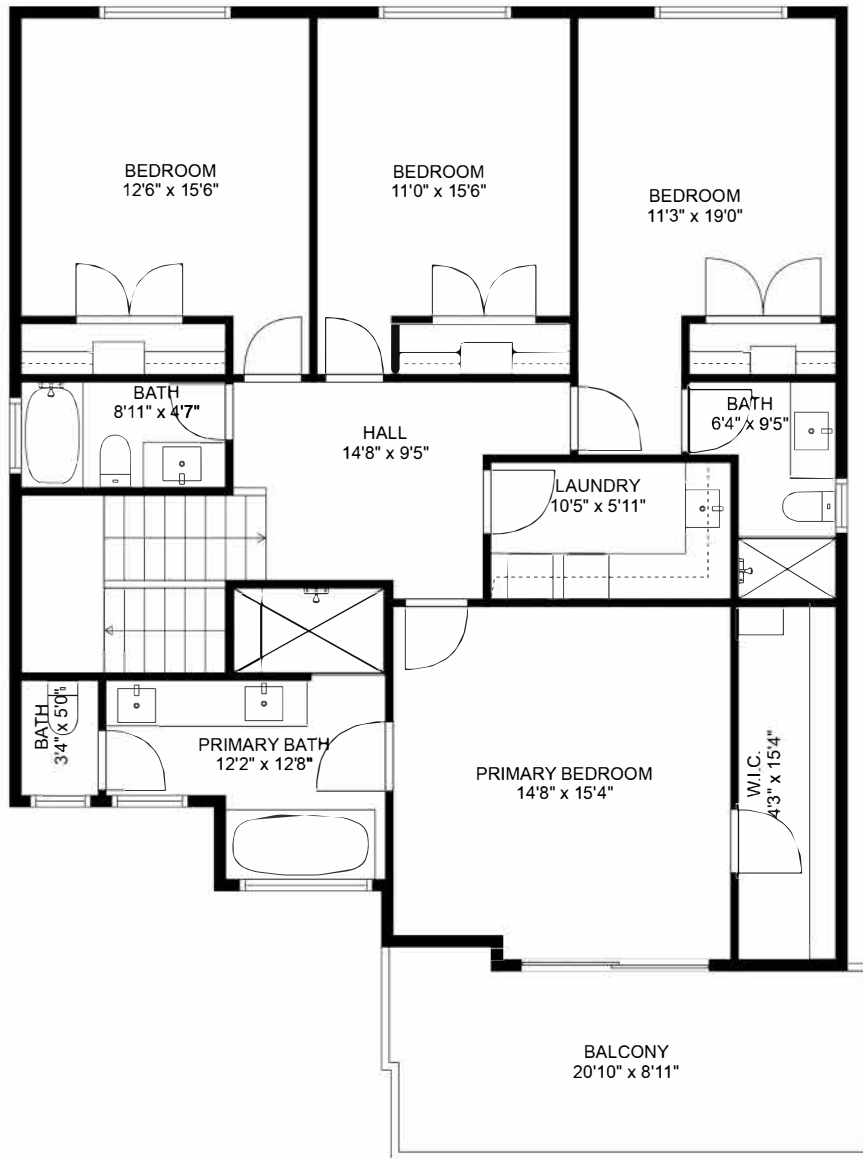 BEDROOM
12'6" x 15'6"
BEDROOM
11'0" x 15'6"
BEDROOM
11'3" x 19'0"
BATH
8'11" x 4'7"
HALL
14'8" x 9'5"
BATH
6'4" x 9'5"
LAUNDRY
10'5" x 5'11"
BATH
3'4" x 5'0"
PRIMARY BATH
12'2" x 12'8"
PRIMARY BEDROOM
14'8" x 15'4"
W.I.C.
4'3" x 15'4"
BALCONY
20'10" x 8'11"